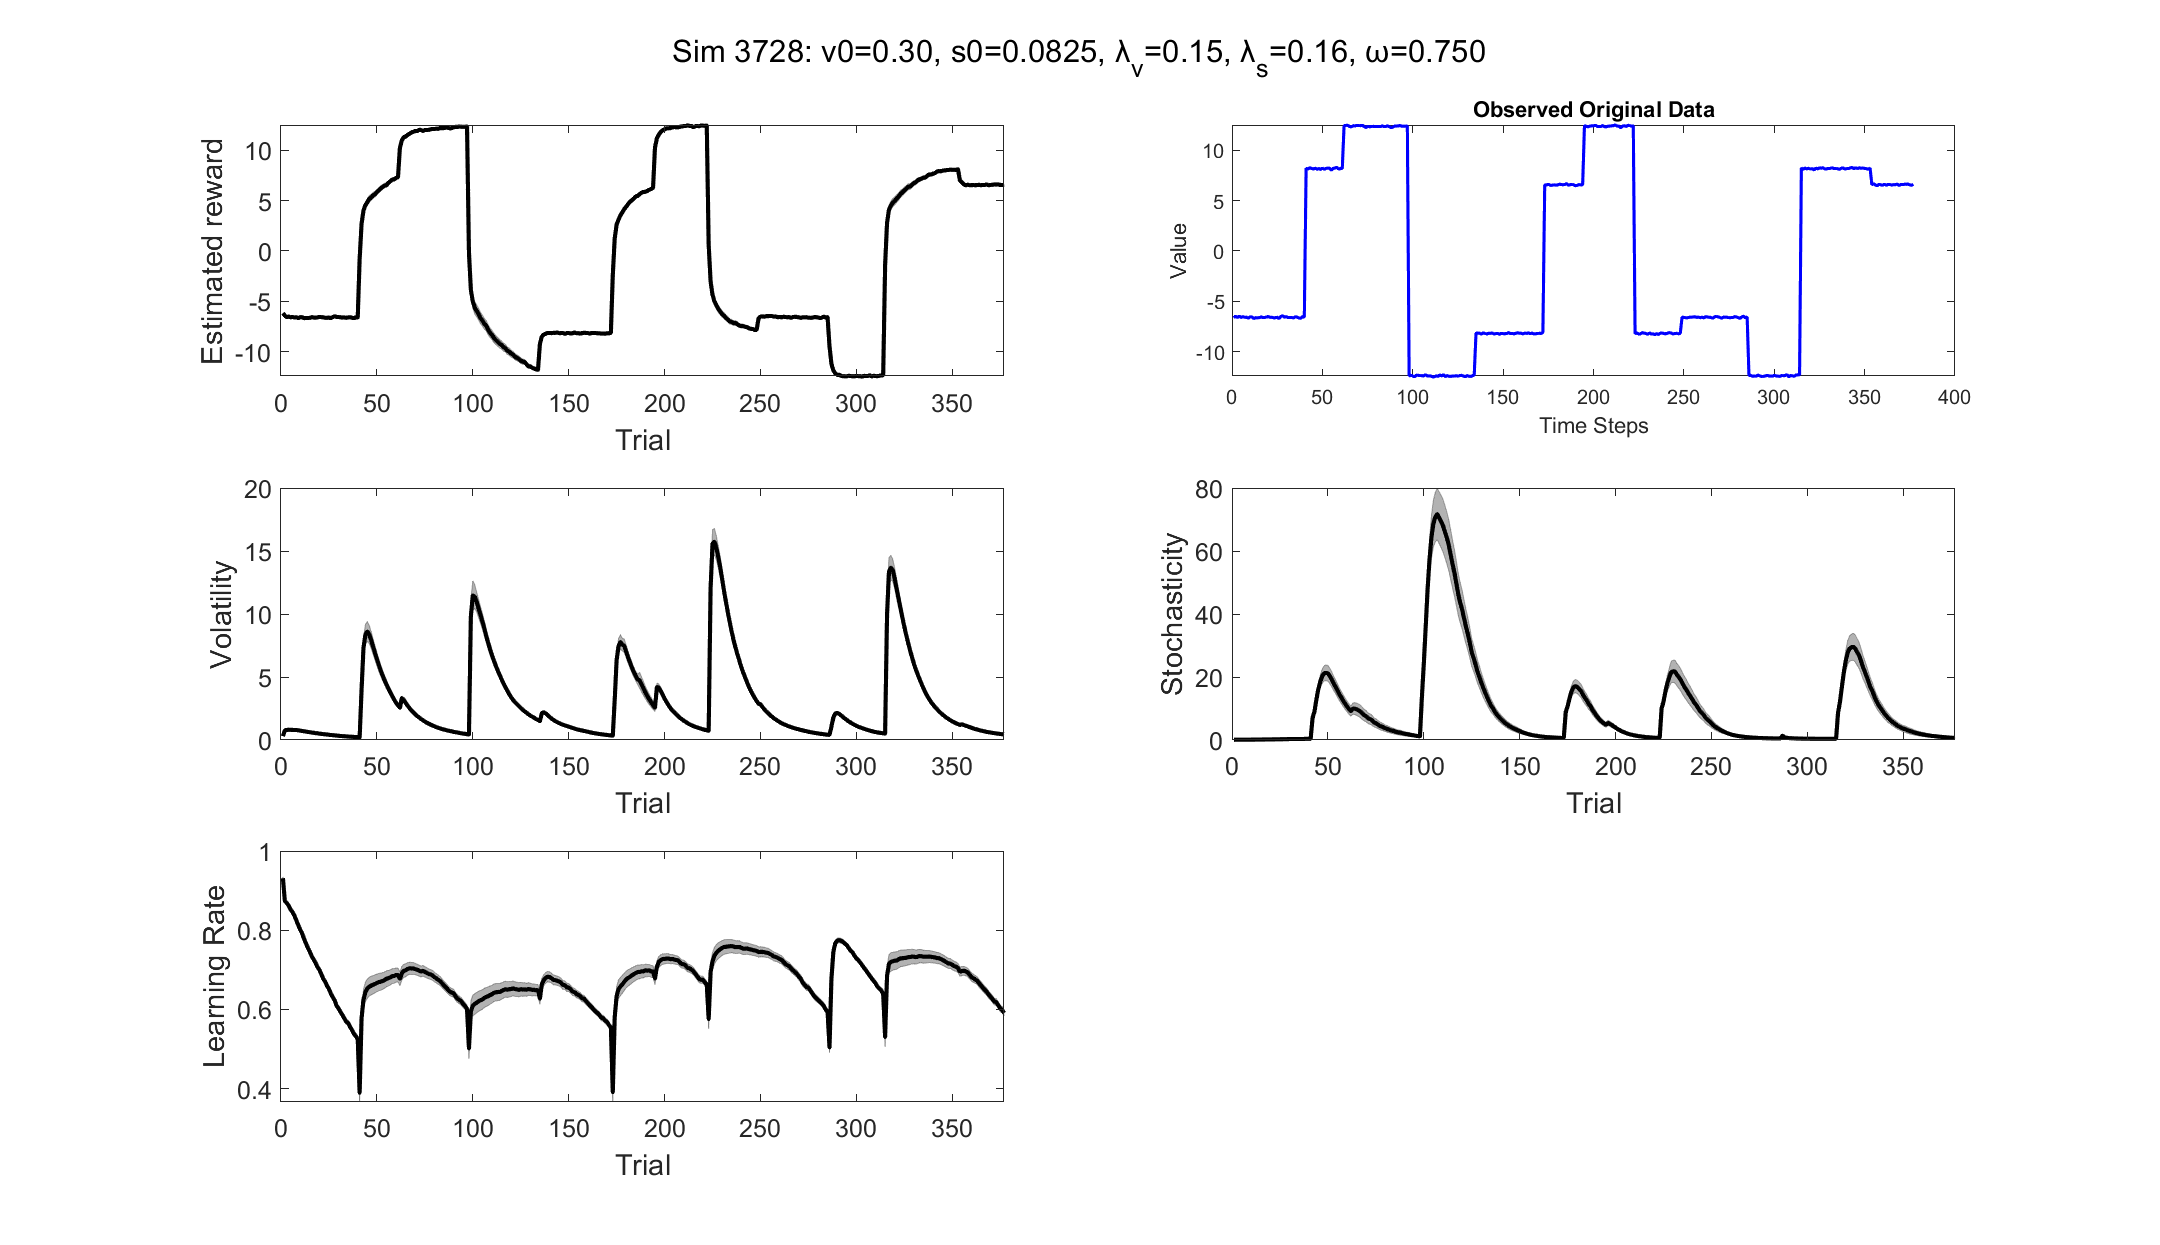 Sim 3728: v0=0.30, s0=0.0825, λv=0.15, λs=0.16, ω=0.750
Estimated reward
10
5
0
-5
-10
0 50 100 150 200 250 300 350
Trial
Observed Original Data
Value
10
5
0
-5
-10
0 50 100 150 200 250 300 350 400
Time Steps
Volatility
20
15
10
5
0
0 50 100 150 200 250 300 350
Trial
Stochasticity
80
60
40
20
0
0 50 100 150 200 250 300 350
Trial
Learning Rate
1
0.8
0.6
0.4
0 50 100 150 200 250 300 350
Trial